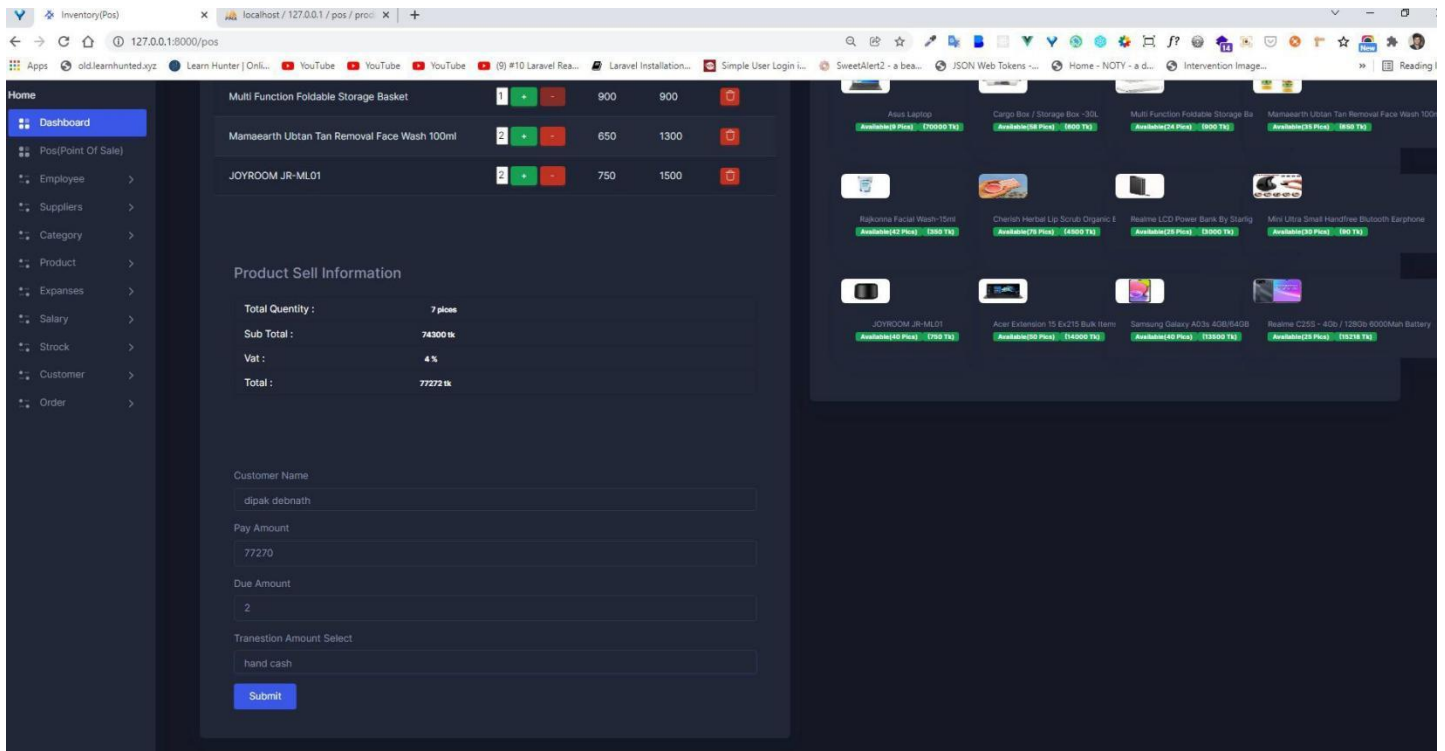 Inventory(Pos)
localhost / 127.0.0.1 / pos / prod
127.0.0.1:8000/pos
Apps old.learnhunted.xyz Learn Hunter | Onli... YouTube YouTube YouTube (9) #10 Laravel Rea... Laravel Installation... Simple User Login i... SweetAlert2 - a bea... JSON Web Tokens -... Home - NOTY - a d... Intervention Image... » Reading l
14 New
Home
Dashboard
Pos(Point Of Sale)
Employee
Suppliers
Category
Product
Expanses
Salary
Strock
Customer
Order
Multi Function Foldable Storage Basket 1 + - 900 900
Mamaearth Ubtan Tan Removal Face Wash 100ml 2 + - 650 1300
JOYROOM JR-ML01 2 + - 750 1500
Product Sell Information
Total Quentity : 7 pices
Sub Total : 74300 tk
Vat : 4 %
Total : 77272 tk
Customer Name
dipak debnath
Pay Amount
77270
Due Amount
2
Tranestion Amount Select
hand cash
Submit
Asus Laptop Cargo Box / Storage Box -30L Multi Function Foldable Storage Ba Mamaearth Ubtan Tan Removal Face Wash 100m
Available(9 Pics) (70000 Tk) Available(58 Pics) (600 Tk) Available(24 Pics) (900 Tk) Available(35 Pics) (650 Tk)
Rajkonna Facial Wash-15ml Cherish Herbal Lip Scrub Organic E Realme LCD Power Bank By Starlig Mini Ultra Small Handfree Blutooth Earphone
Available(42 Pics) (350 Tk) Available(75 Pics) (4500 Tk) Available(25 Pics) (3000 Tk) Available(30 Pics) (90 Tk)
JOYROOM JR-ML01 Acer Extension 15 Ex215 Bulk Items Samsung Galaxy A03s 4GB/64GB Realme C25S - 4Gb / 128Gb 6000Mah Battery
Available(40 Pics) (750 Tk) Available(50 Pics) (14000 Tk) Available(40 Pics) (13600 Tk) Available(25 Pics) (15218 Tk)